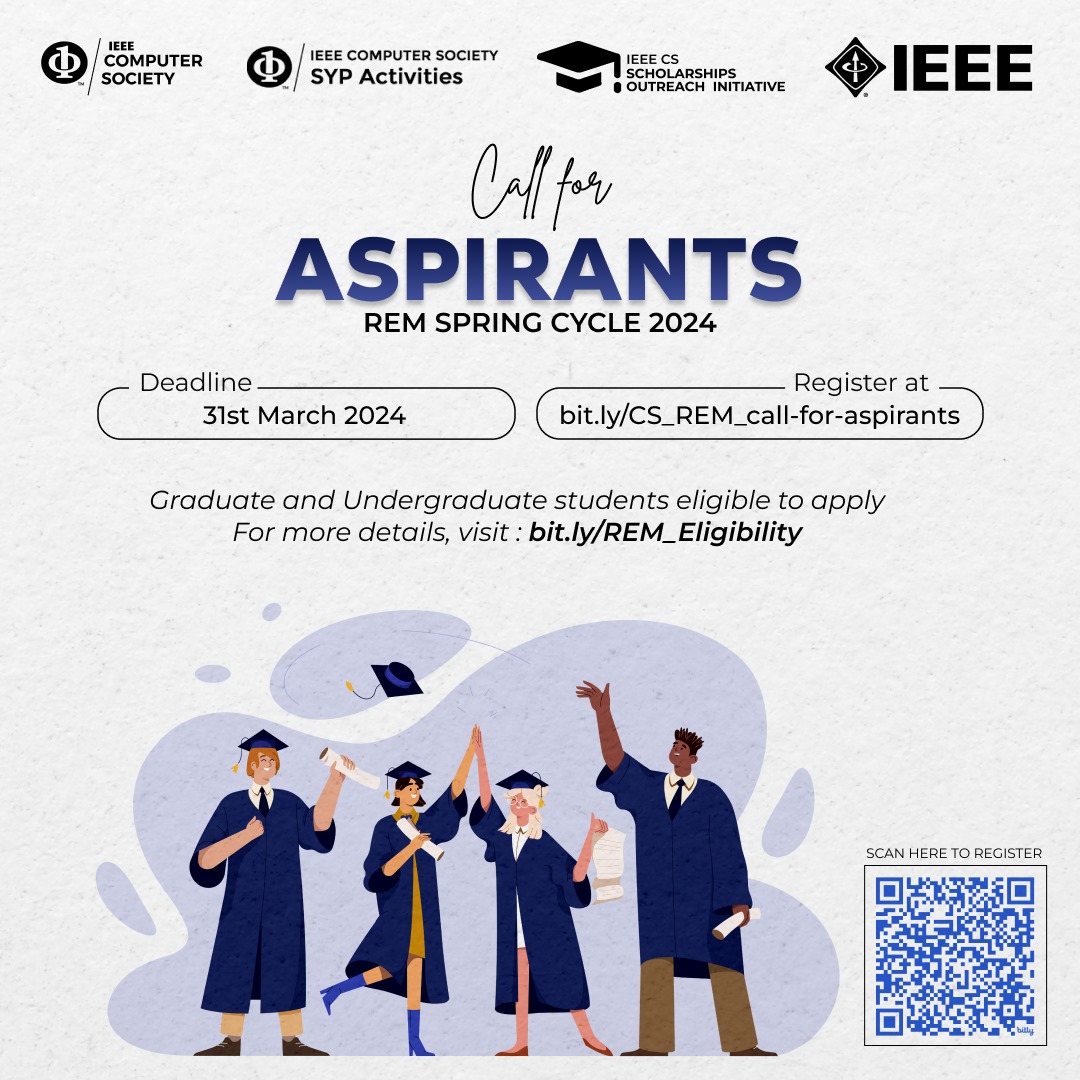 IEEE
COMPUTER
SOCIETY
TM
IEEE COMPUTER SOCIETY
SYP Activities
TM
IEEE CS
SCHOLARSHIPS
OUTREACH INITIATIVE
IEEE
®
Call for
ASPIRANTS
REM SPRING CYCLE 2024
Deadline
31st March 2024
Register at
bit.ly/CS_REM_call-for-aspirants
Graduate and Undergraduate students eligible to apply
For more details, visit : bit.ly/REM_Eligibility
SCAN HERE TO REGISTER
bitly